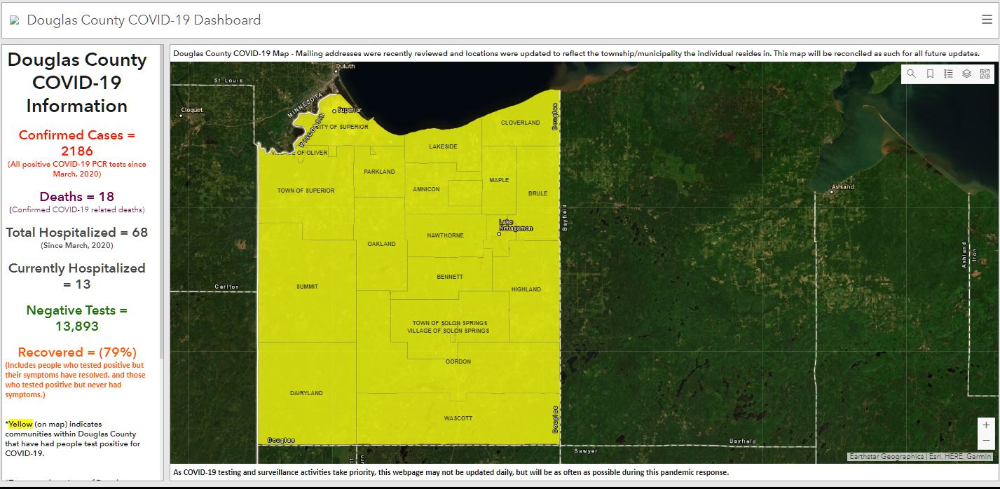 Douglas County COVID-19 Dashboard
Douglas County
COVID-19
Information
Confirmed Cases =
2186
(All positive COVID-19 PCR tests since
March, 2020)
Deaths = 18
(Confirmed COVID-19 related deaths)
Total Hospitalized = 68
(Since March, 2020)
Currently Hospitalized
= 13
Negative Tests =
13,893
Recovered = (79%)
(Includes people who tested positive but
their symptoms have resolved, and those
who tested positive but never had
symptoms.)
*Yellow (on map) indicates
communities within Douglas County
that have had people test positive for
COVID-19.
Douglas County COVID-19 Map - Mailing addresses were recently reviewed and locations were updated to reflect the township/municipality the individual resides in. This map will be reconciled as such for all future updates.
Duluth
St Louis
MINNESOTA
Cloquet
Superior
WISCONSIN
CITY OF SUPERIOR
CLOVERLAND
Douglas
LAKESIDE
OF OLIVER
PARKLAND
MAPLE
AMNICON
TOWN OF SUPERIOR
BRULE
Ashland
Bayfield
Lake
Nebagamon
HAWTHORNE
OAKLAND
Ashland
Iron
BENNETT
Carlton
SUMMIT
HIGHLAND
TOWN OF SOLON SPRINGS
VILLAGE OF SOLON SPRINGS
GORDON
DAIRYLAND
WASCOTT
Douglas
Douglas
Bayfield
Sawyer
+
−
Earthstar Geographics | Esri, HERE, Garmin
As COVID-19 testing and surveillance activities take priority, this webpage may not be updated daily, but will be as often as possible during this pandemic response.